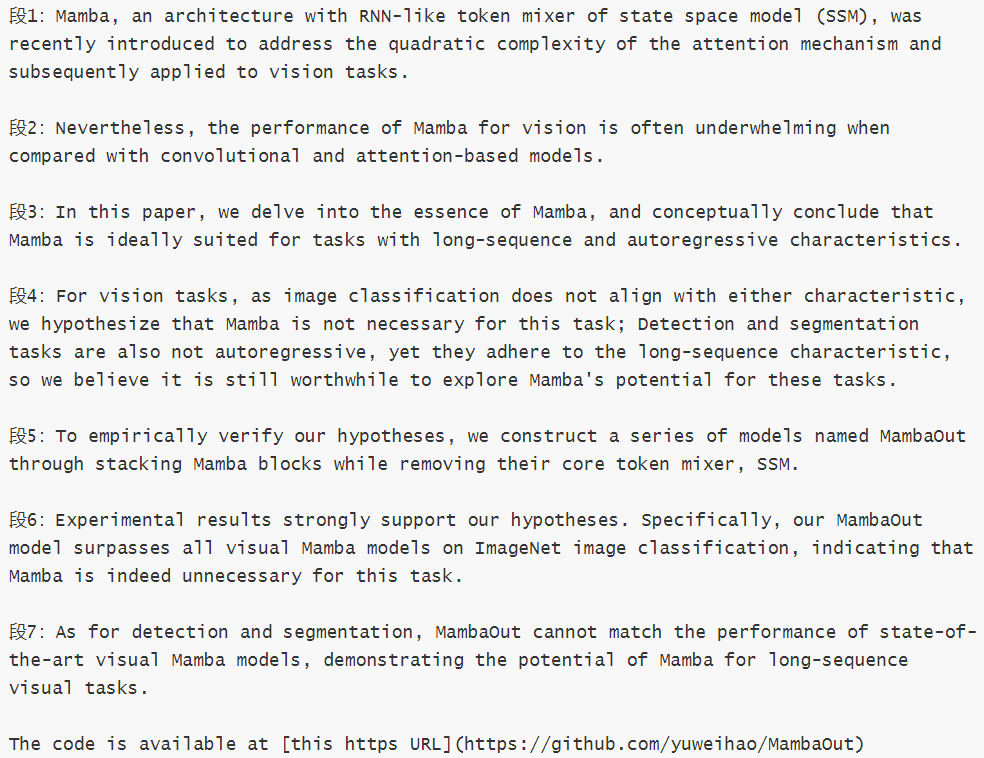 段1: Mamba, an architecture with RNN-like token mixer of state space model (SSM), was
recently introduced to address the quadratic complexity of the attention mechanism and
subsequently applied to vision tasks.
段2: Nevertheless, the performance of Mamba for vision is often underwhelming when
compared with convolutional and attention-based models.
段3: In this paper, we delve into the essence of Mamba, and conceptually conclude that
Mamba is ideally suited for tasks with long-sequence and autoregressive characteristics.
段4: For vision tasks, as image classification does not align with either characteristic,
we hypothesize that Mamba is not necessary for this task; Detection and segmentation
tasks are also not autoregressive, yet they adhere to the long-sequence characteristic,
so we believe it is still worthwhile to explore Mamba's potential for these tasks.
段5: To empirically verify our hypotheses, we construct a series of models named MambaOut
through stacking Mamba blocks while removing their core token mixer, SSM.
段6: Experimental results strongly support our hypotheses. Specifically, our MambaOut
model surpasses all visual Mamba models on ImageNet image classification, indicating that
Mamba is indeed unnecessary for this task.
段7: As for detection and segmentation, MambaOut cannot match the performance of state-of-
the-art visual Mamba models, demonstrating the potential of Mamba for long-sequence
visual tasks.
The code is available at [this https URL](https://github.com/yuweihao/MambaOut)